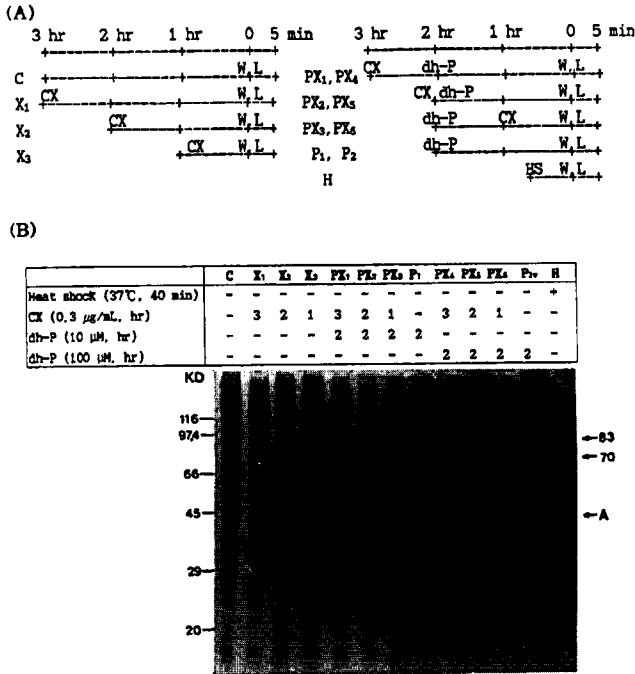 (A)
3 hr 2 hr 1 hr 0 5 min
C W, L
X₁ CX W, L
X₂ CX W, L
X₃ CX W, L
3 hr 2 hr 1 hr 0 5 min
PX₁, PX₄ CX dh-P W, L
PX₂, PX₅ CX dh-P W, L
PX₃, PX₆ dh-P CX W, L
P₁, P₂ dh-P W, L
H HS W, L
(B)
C X₁ X₂ X₃ PX₁ PX₂ PX₃ P₁ PX₄ PX₅ PX₆ H
Heat shock (37℃, 40 min) - - - - - - - - - - - - +
CX (0.3 μg/mL, hr) - 3 2 1 3 2 1 - 3 2 1 - -
dh-P (10 μM, hr) - - - - 2 2 2 2 - - - - -
dh-P (100 μM, hr) - - - - - - - - 2 2 2 2 -
KD
116
97.4
66
45
29
20
83
70
A